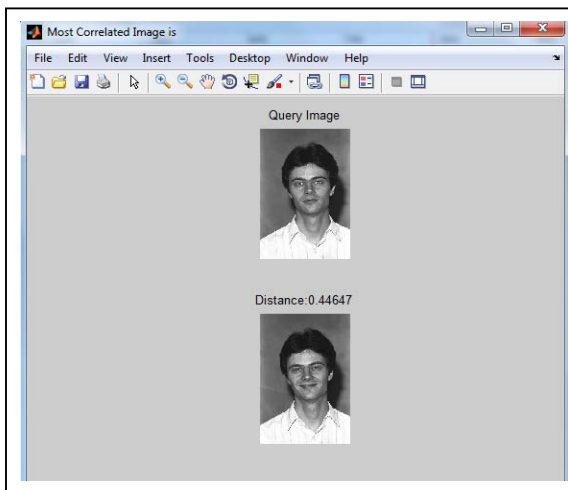 Most Correlated Image is
File Edit View Insert Tools Desktop Window Help
Query Image
Distance:0.44647